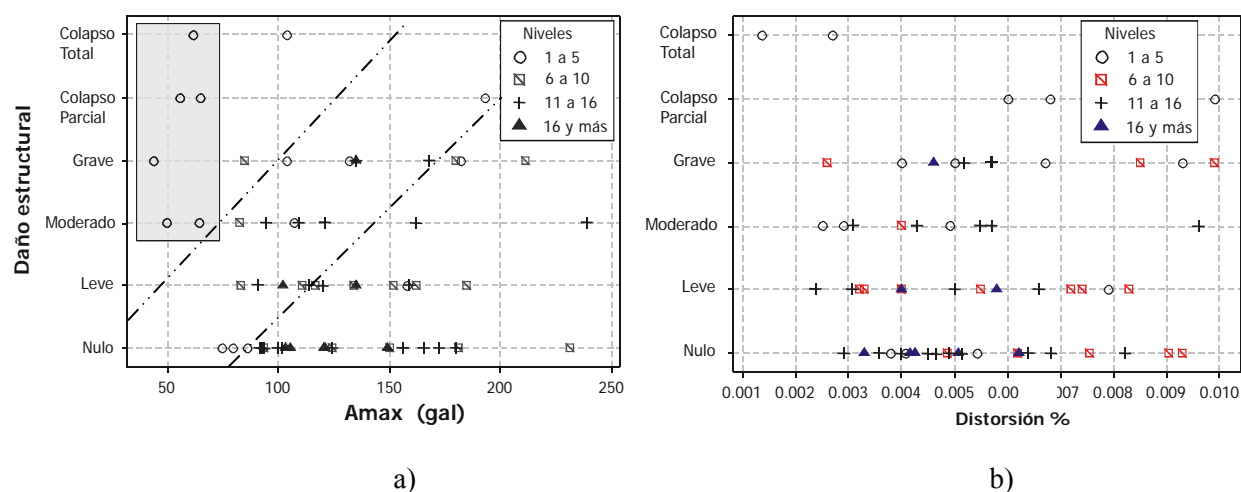 Daño estructural
Colapso
Total
Colapso
Parcial
Grave
Moderado
Leve
Nulo
Niveles
1 a 5
6 a 10
11 a 16
16 y más
50
100
150
200
250
Amax (gal)
a)
Colapso
Total
Colapso
Parcial
Grave
Moderado
Leve
Nulo
Niveles
1 a 5
6 a 10
11 a 16
16 y más
0.001
0.002
0.003
0.004
0.005
0.00
007
0.008
0.009
0.010
Distorsión %
b)